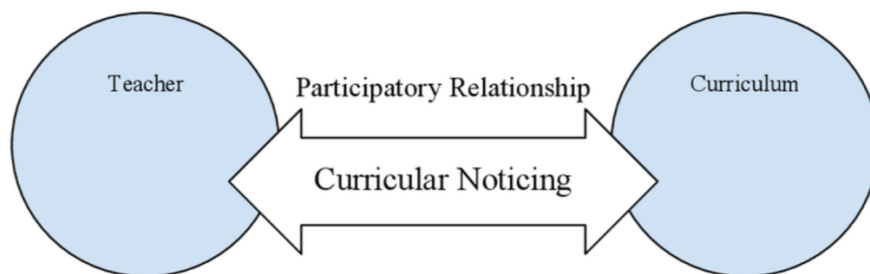 Teacher
Participatory Relationship
Curriculum
Curricular Noticing